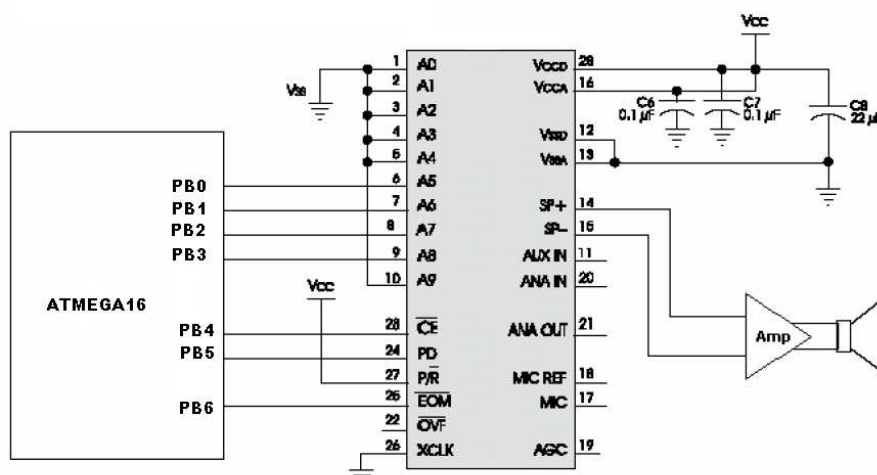 Vcc
1 A0 VCCD 28
Vss 2 A1 VCCA 16
3 A2 C6 0.1 µF C7 0.1 µF C8 22 µ
4 A3 VSSD 12
5 A4 VSSA 13
PB0 6 A5
PB1 7 A6 SP+ 14
PB2 8 A7 SP- 15
PB3 9 A8 AUX IN 11
10 A9 ANA IN 20
ATMEGA16 Vcc
PB4 23 CE ANA OUT 21 Amp
PB5 24 PD
27 P/R MIC REF 18
PB6 25 EOM MIC 17
22 OVF
26 XCLK AGC 19